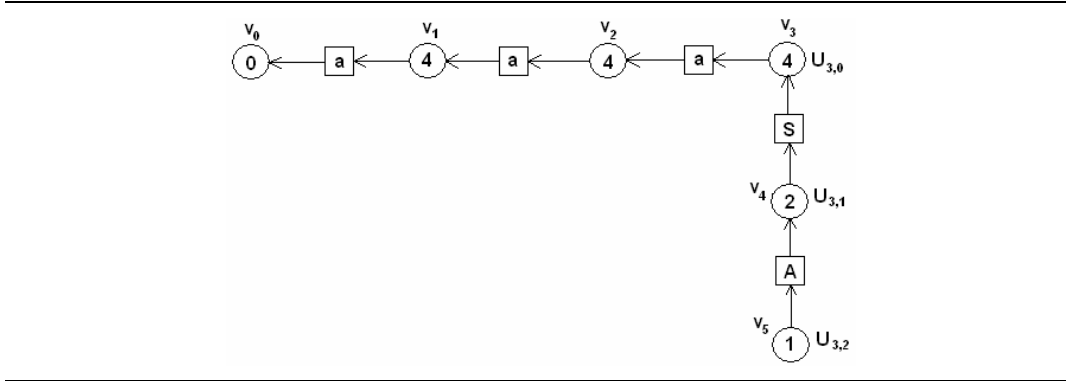 v₀ v₁ v₂ v₃
0 a 4 a 4 a 4 U₃,₀
S
v₄ 2 U₃,₁
A
v₅ 1 U₃,₂